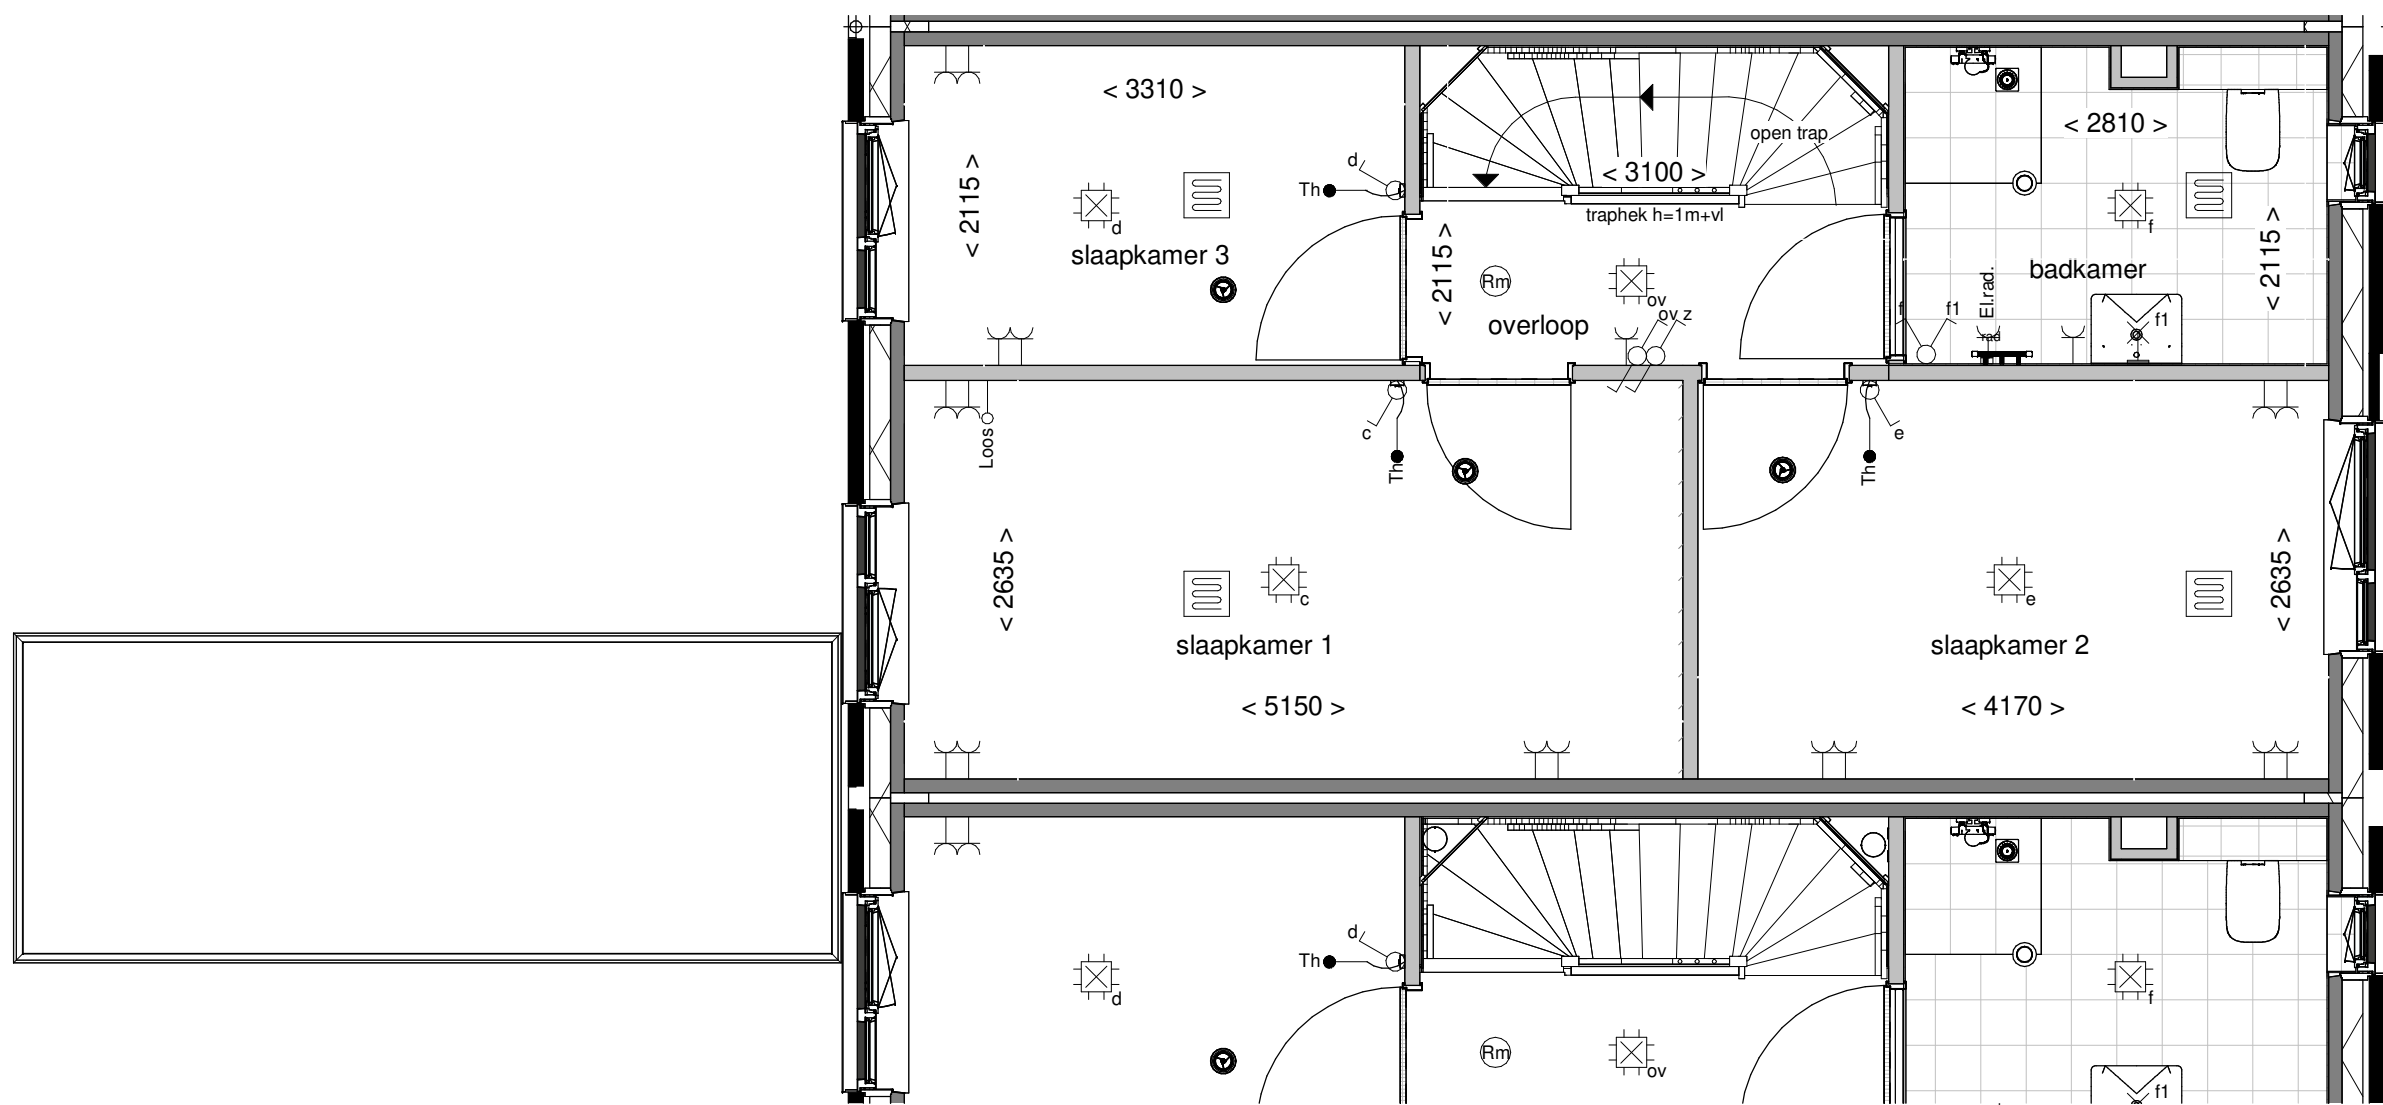 < 3310 >
< 2115 >
d
Th
d
slaapkamer 3
open trap
< 3100 >
traphek h=1m+vl
< 2115 >
Rm
ov
ov z
overloop
< 2810 >
f
badkamer
< 2115 >
El.rad.
rad
f
f1
f1
Loos
c
Th
< 2635 >
c
slaapkamer 1
< 5150 >
e
Th
e
slaapkamer 2
< 2635 >
< 4170 >
d
Th
d
Rm
ov
f
f1